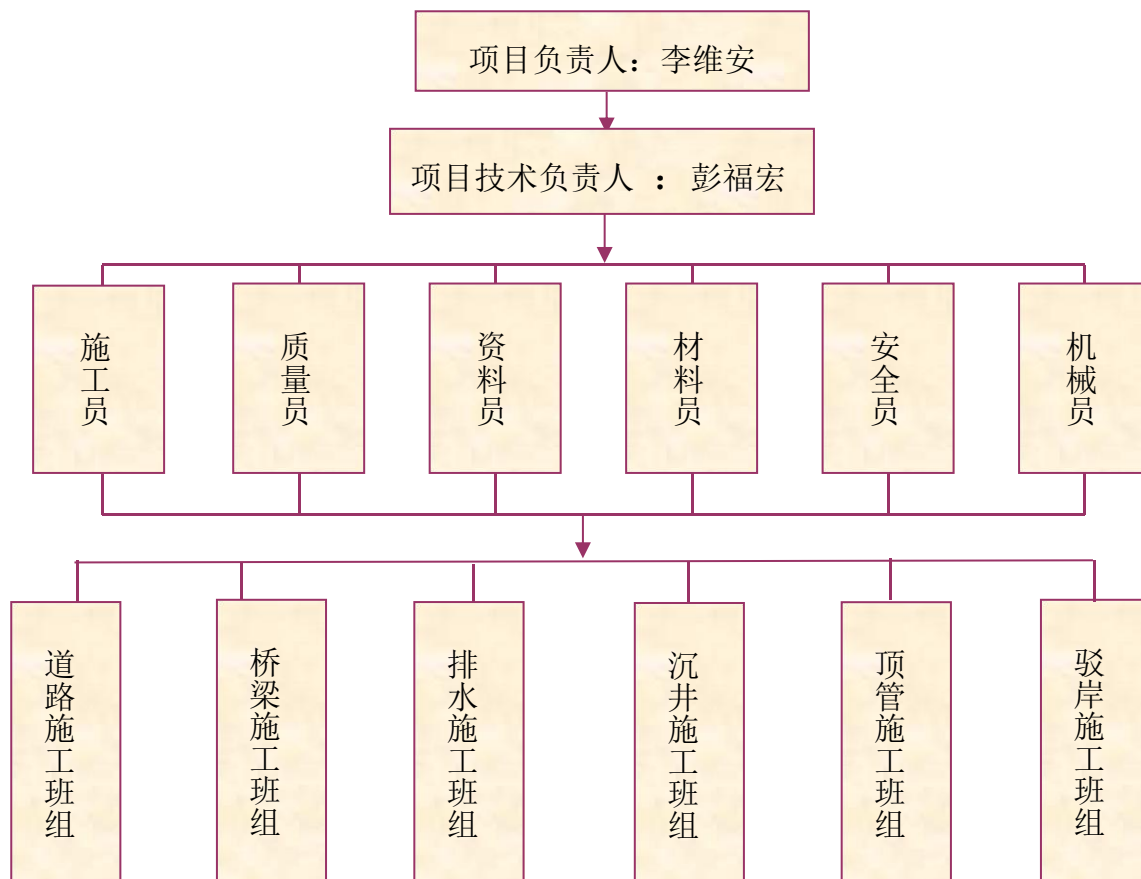 项目负责人：李维安
项目技术负责人 ：彭福宏
施工员
质量员
资料员
材料员
安全员
机械员
道路施工班组
桥梁施工班组
排水施工班组
沉井施工班组
顶管施工班组
驳岸施工班组